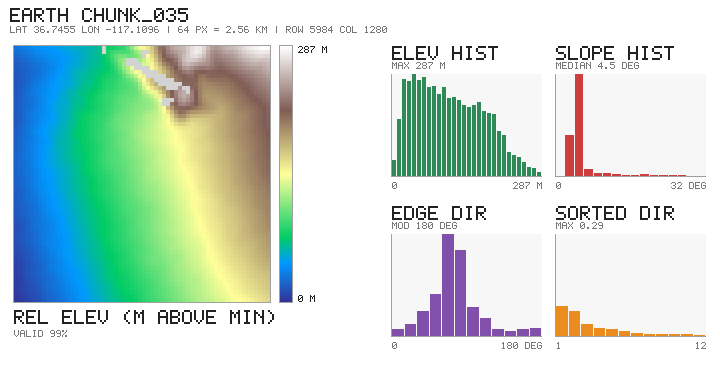 EARTH CHUNK_035
LAT 36.7455 LON -117.1096 | 64 PX = 2.56 KM | ROW 5984 COL 1280
287 M
0 M
REL ELEV (M ABOVE MIN)
VALID 99%
ELEV HIST
MAX 287 M
0 287 M
SLOPE HIST
MEDIAN 4.5 DEG
0 32 DEG
EDGE DIR
MOD 180 DEG
0 180 DEG
SORTED DIR
MAX 0.29
1 12